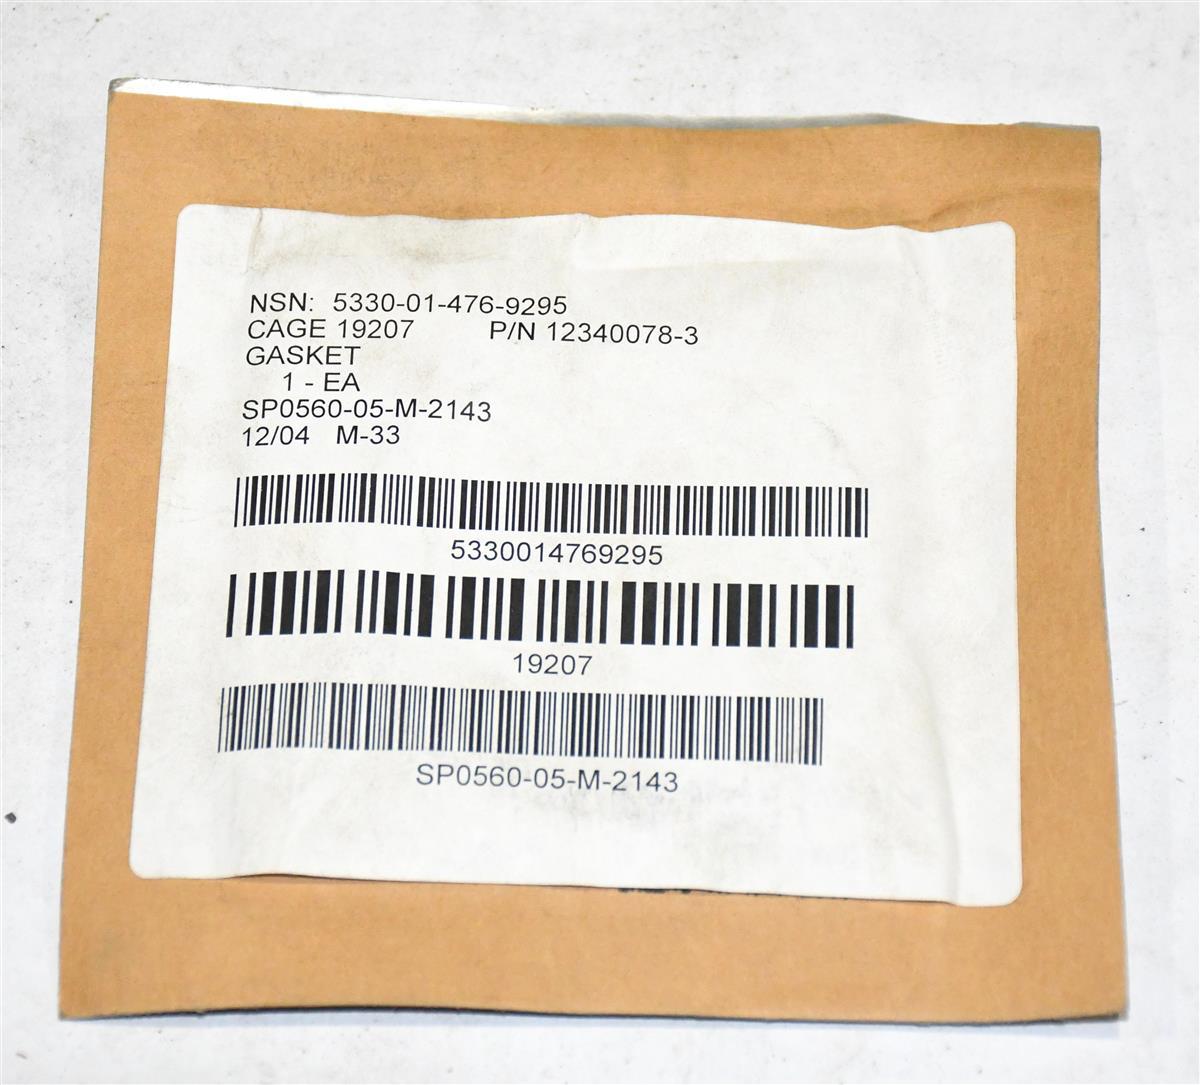 NSN: 5330-01-476-9295
CAGE 19207 P/N 12340078-3
GASKET
1 - EA
SP0560-05-M-2143
12/04 M-33
5330014769295
19207
SP0560-05-M-2143